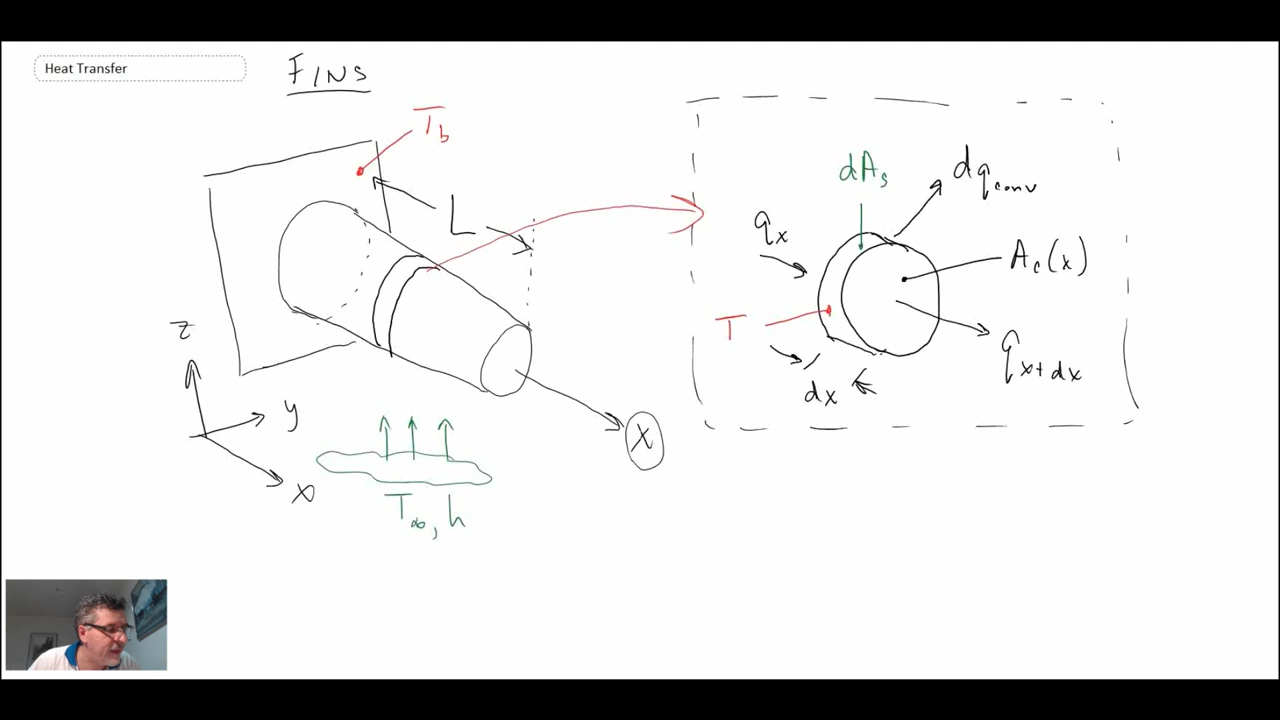 Heat Transfer
FINS
T_b
L
z
y
x
X
T_∞, h
dA_s
dq_conv
q_x
A_c(x)
T
q_x+dx
dx